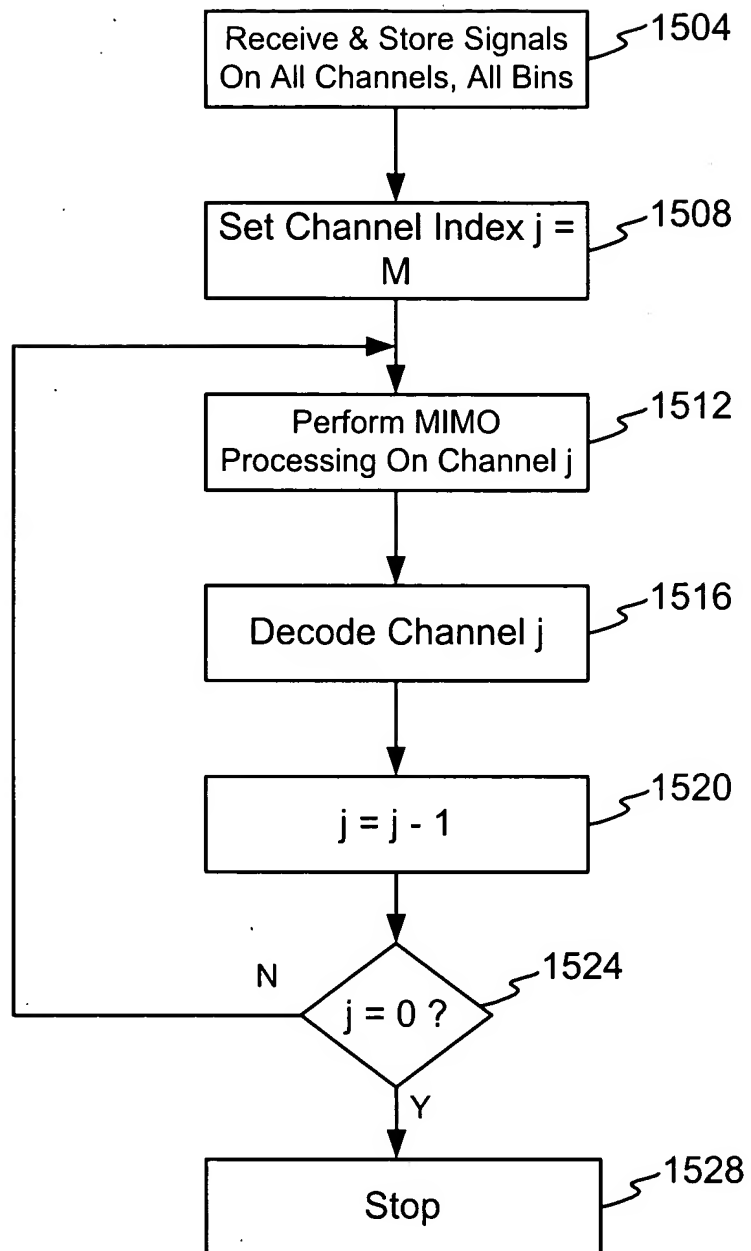 Receive & Store Signals
On All Channels, All Bins
1504
Set Channel Index j =
M
1508
Perform MIMO
Processing On Channel j
1512
Decode Channel j
1516
j = j - 1
1520
N
j = 0 ?
1524
Y
Stop
1528